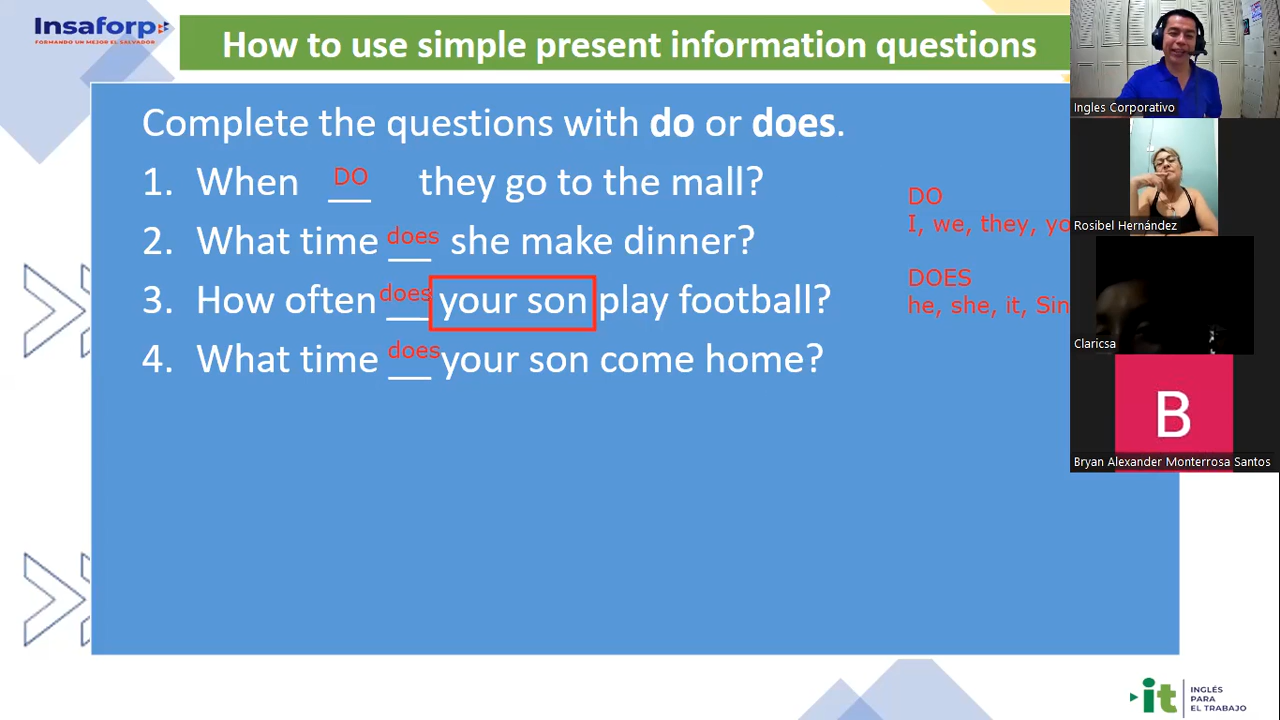 Insaforp
FORMANDO UN MEJOR EL SALVADOR
How to use simple present information questions
Complete the questions with do or does.
1. When DO they go to the mall?
2. What time does she make dinner?
3. How often does your son play football?
4. What time does your son come home?
DO
I, we, they, yo
DOES
he, she, it, Sin
Ingles Corporativo
Rosibel Hernández
Claricsa
B
Bryan Alexander Monterrosa Santos
it
INGLÉS
PARA
EL TRABAJO